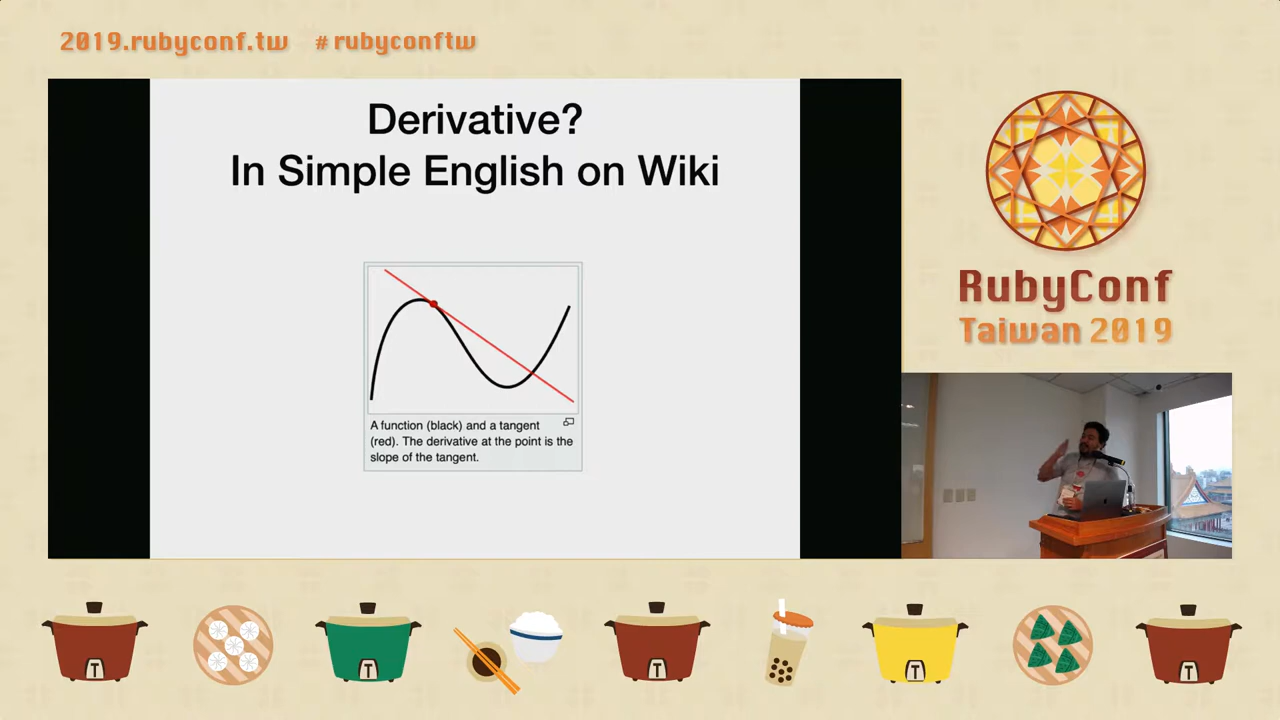 2019.rubyconf.tw #rubyconftw
Derivative?
In Simple English on Wiki
A function (black) and a tangent
(red). The derivative at the point is the
slope of the tangent.
RubyConf
Taiwan 2019
T
T
T
T
T